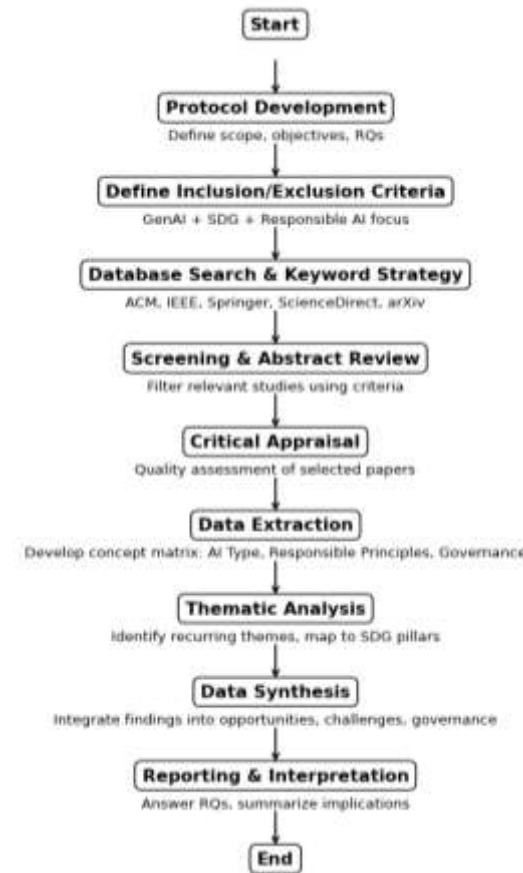 Start
Protocol Development
Define scope, objectives, RQs
Define Inclusion/Exclusion Criteria
GenAI + SDG + Responsible AI focus
Database Search & Keyword Strategy
ACM, IEEE, Springer, ScienceDirect, arXiv
Screening & Abstract Review
Filter relevant studies using criteria
Critical Appraisal
Quality assessment of selected papers
Data Extraction
Develop concept matrix: AI Type, Responsible Principles, Governance
Thematic Analysis
Identify recurring themes, map to SDG pillars
Data Synthesis
Integrate findings into opportunities, challenges, governance
Reporting & Interpretation
Answer RQs, summarize implications
End